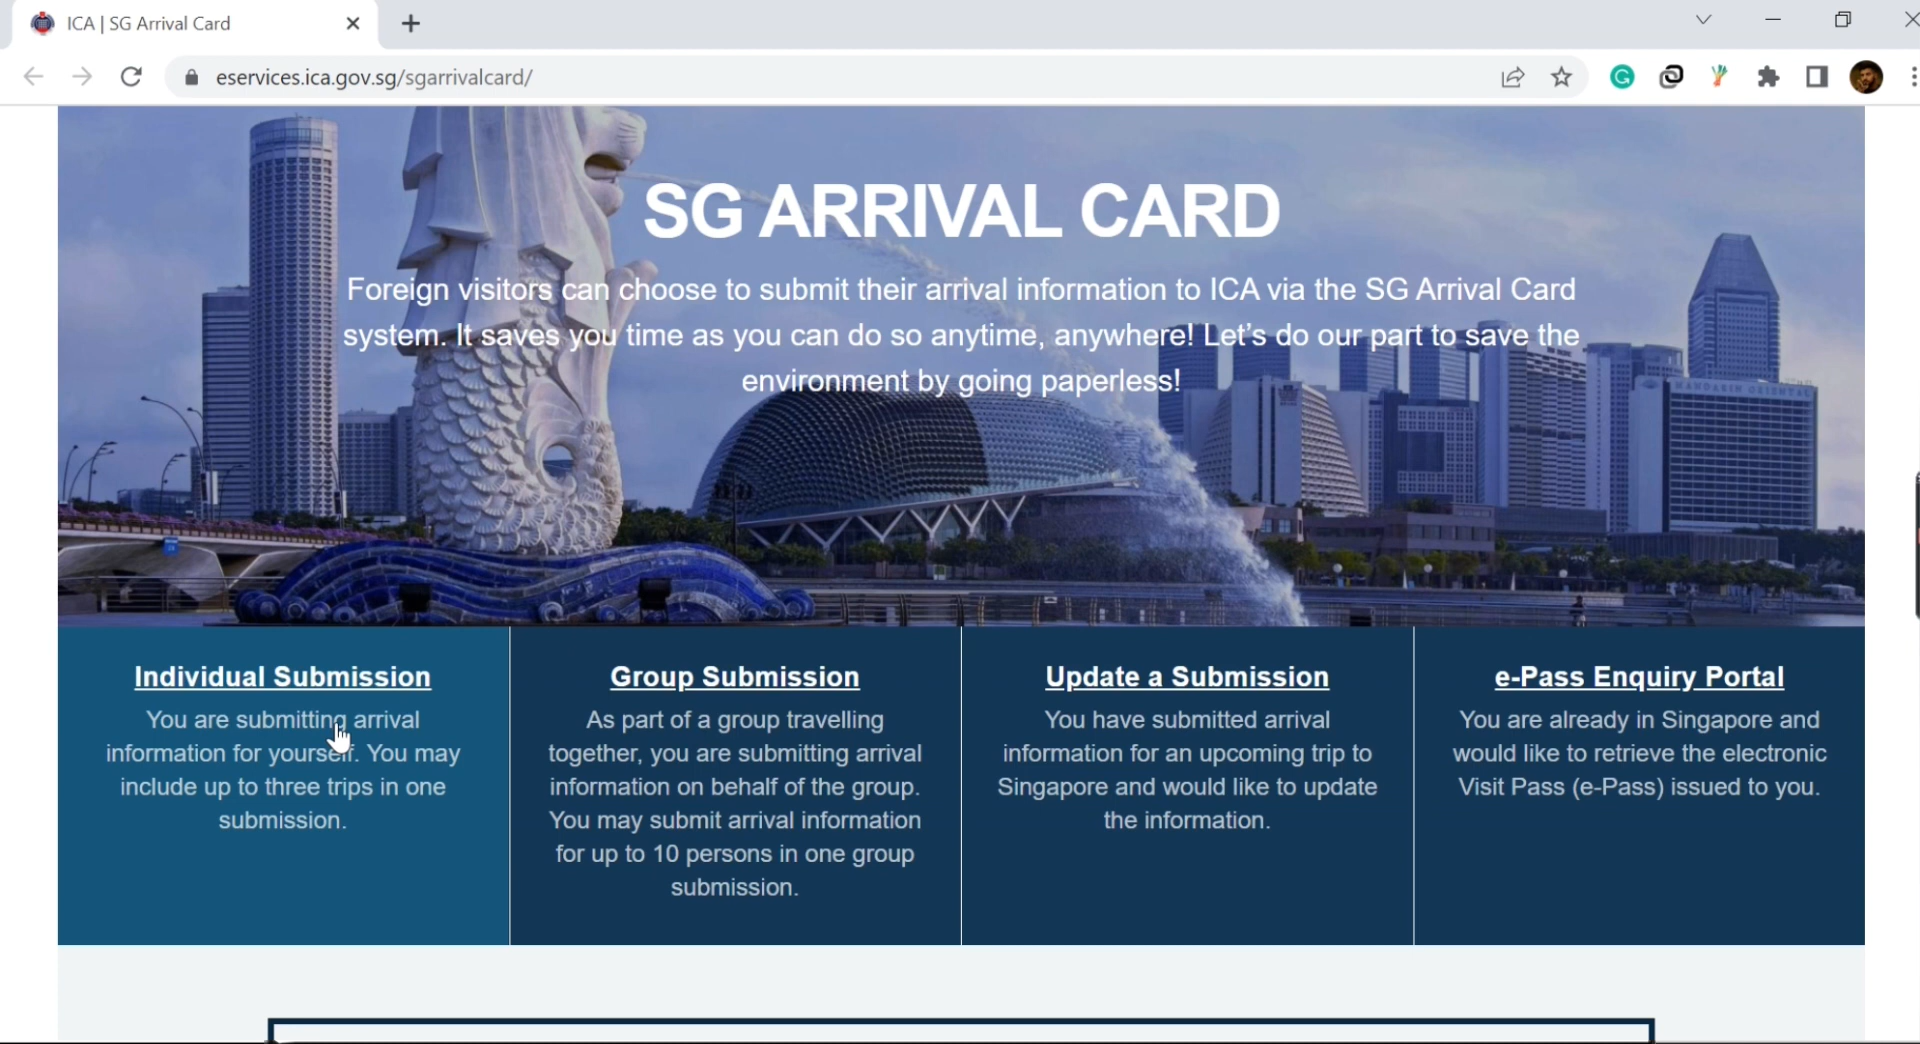 ICA | SG Arrival Card
eservices.ica.gov.sg/sgarrivalcard/
SG ARRIVAL CARD
Foreign visitors can choose to submit their arrival information to ICA via the SG Arrival Card
system. It saves you time as you can do so anytime, anywhere! Let's do our part to save the
environment by going paperless!
MANDARIN ORIENTAL
Individual Submission
You are submitting arrival
information for yourself. You may
include up to three trips in one
submission.
Group Submission
As part of a group travelling
together, you are submitting arrival
information on behalf of the group.
You may submit arrival information
for up to 10 persons in one group
submission.
Update a Submission
You have submitted arrival
information for an upcoming trip to
Singapore and would like to update
the information.
e-Pass Enquiry Portal
You are already in Singapore and
would like to retrieve the electronic
Visit Pass (e-Pass) issued to you.